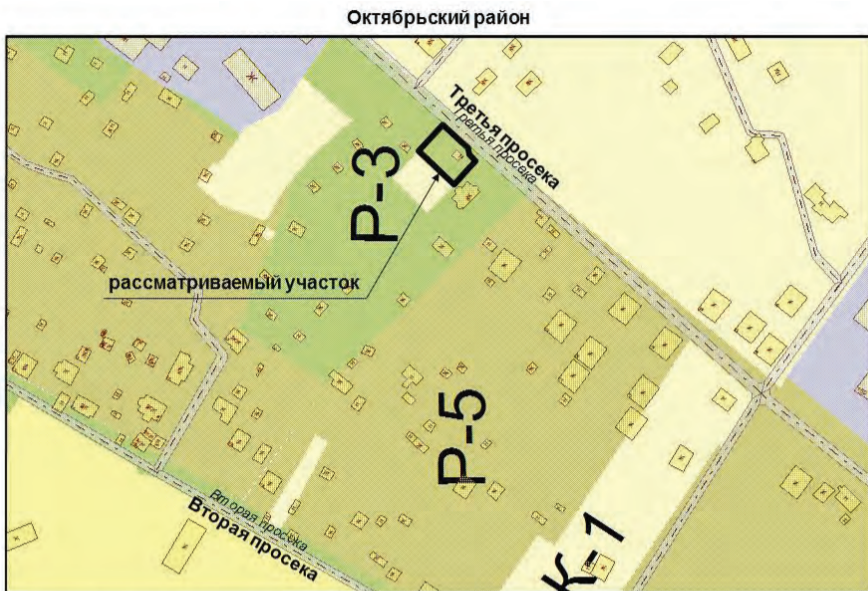 Октябрьский район
Третья просека
Третья просека
Р-3
рассматриваемый участок
Р-5
Вторая просека
Вторая просека
К-1